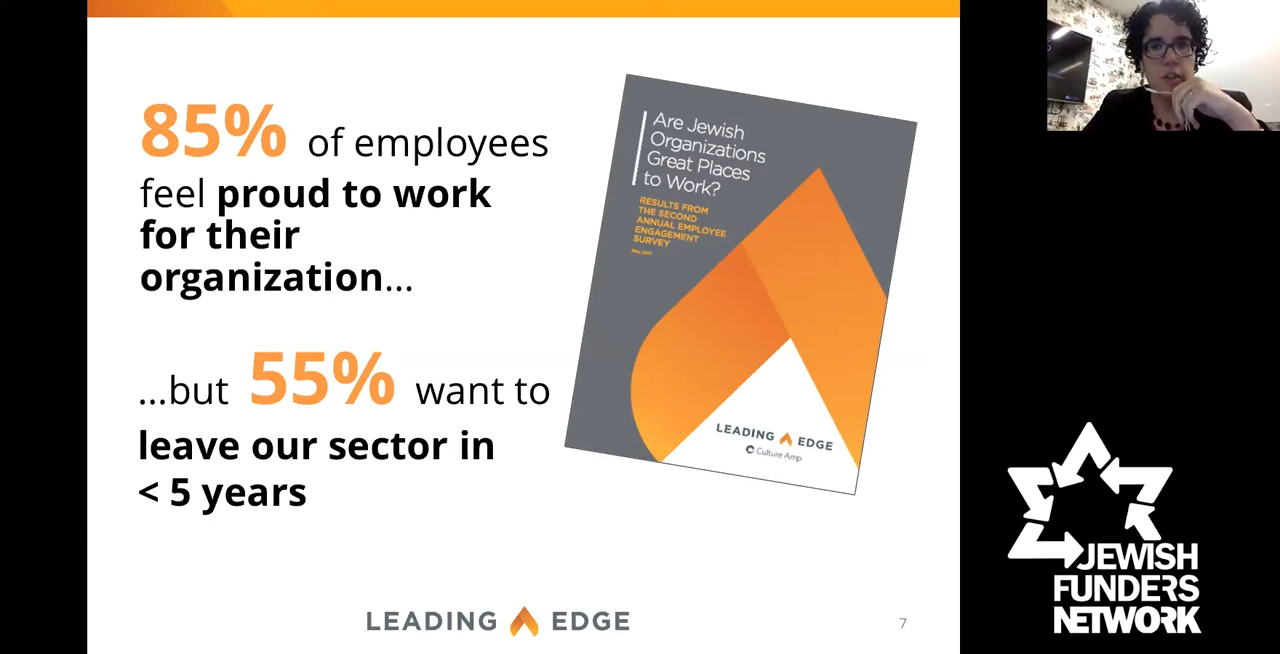 85% of employees
feel proud to work
for their
organization...
...but 55% want to
leave our sector in
< 5 years
Are Jewish
Organizations
Great Places
to Work?
RESULTS FROM
THE SECOND
ANNUAL EMPLOYEE
ENGAGEMENT
SURVEY
LEADING EDGE
Culture Amp
LEADING EDGE
7
JEWISH
FUNDERS
NETWORK